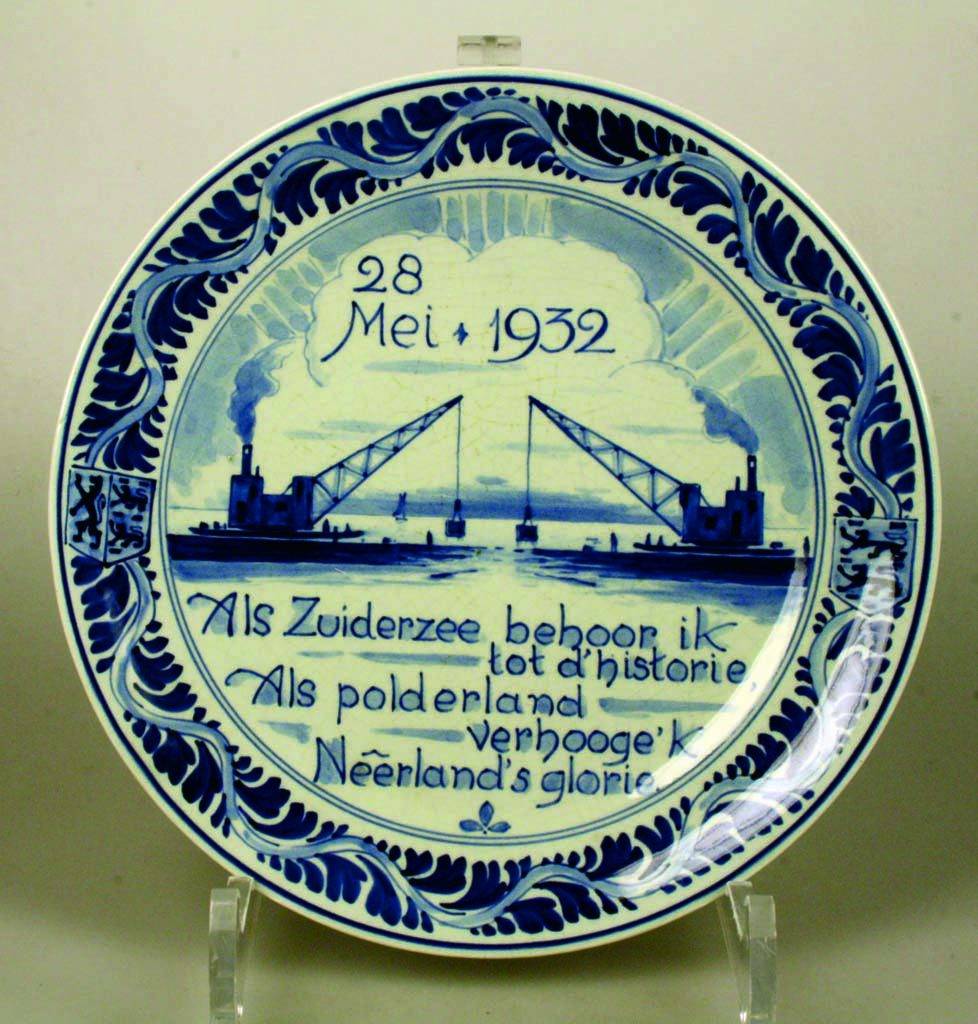 28
Mei · 1932
Als Zuiderzee behoor ik
tot d'historie
Als polderland
verhooge'k
Neêrland's glorie.